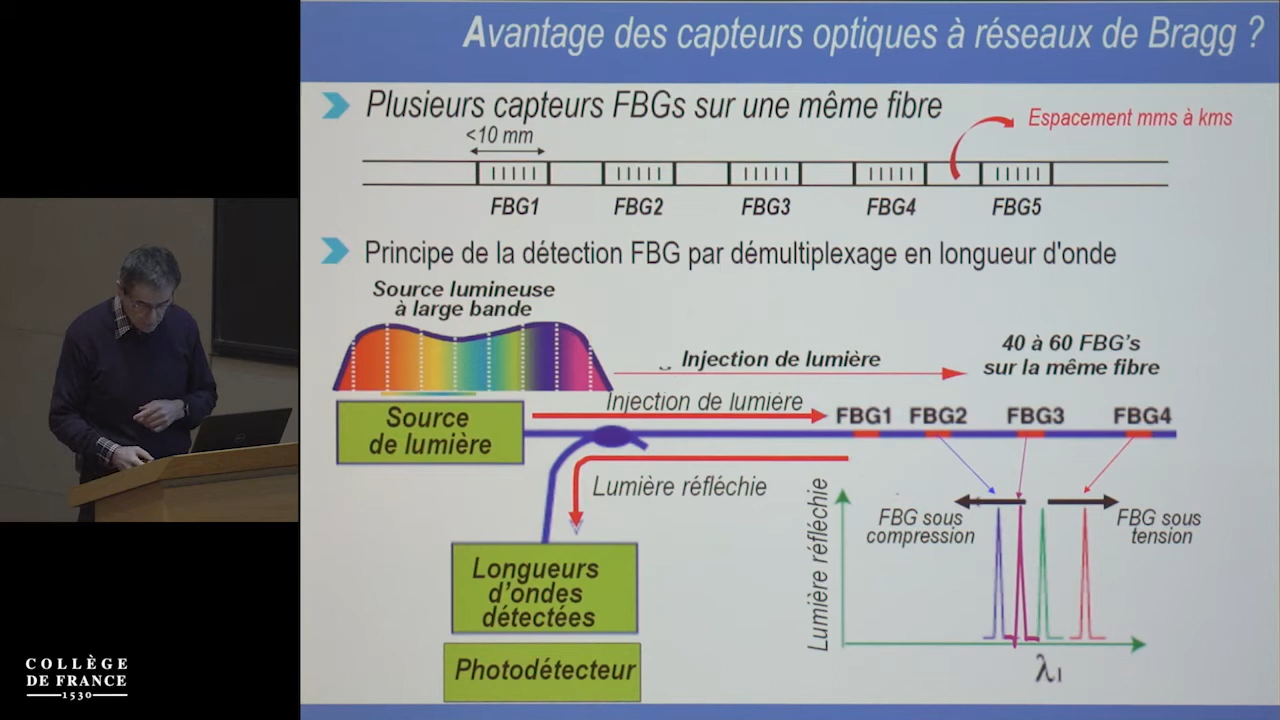 Avantage des capteurs optiques à réseaux de Bragg ?
Plusieurs capteurs FBGs sur une même fibre
<10 mm
Espacement mms à kms
FBG1 FBG2 FBG3 FBG4 FBG5
Principe de la détection FBG par démultiplexage en longueur d'onde
Source lumineuse
à large bande
Injection de lumière
40 à 60 FBG's
sur la même fibre
Source
de lumière
Injection de lumière
FBG1 FBG2 FBG3 FBG4
Lumière réfléchie
Lumière réfléchie
FBG sous
compression
FBG sous
tension
Longueurs
d'ondes
détectées
Photodétecteur
λ1
COLLÈGE
DE FRANCE
1530